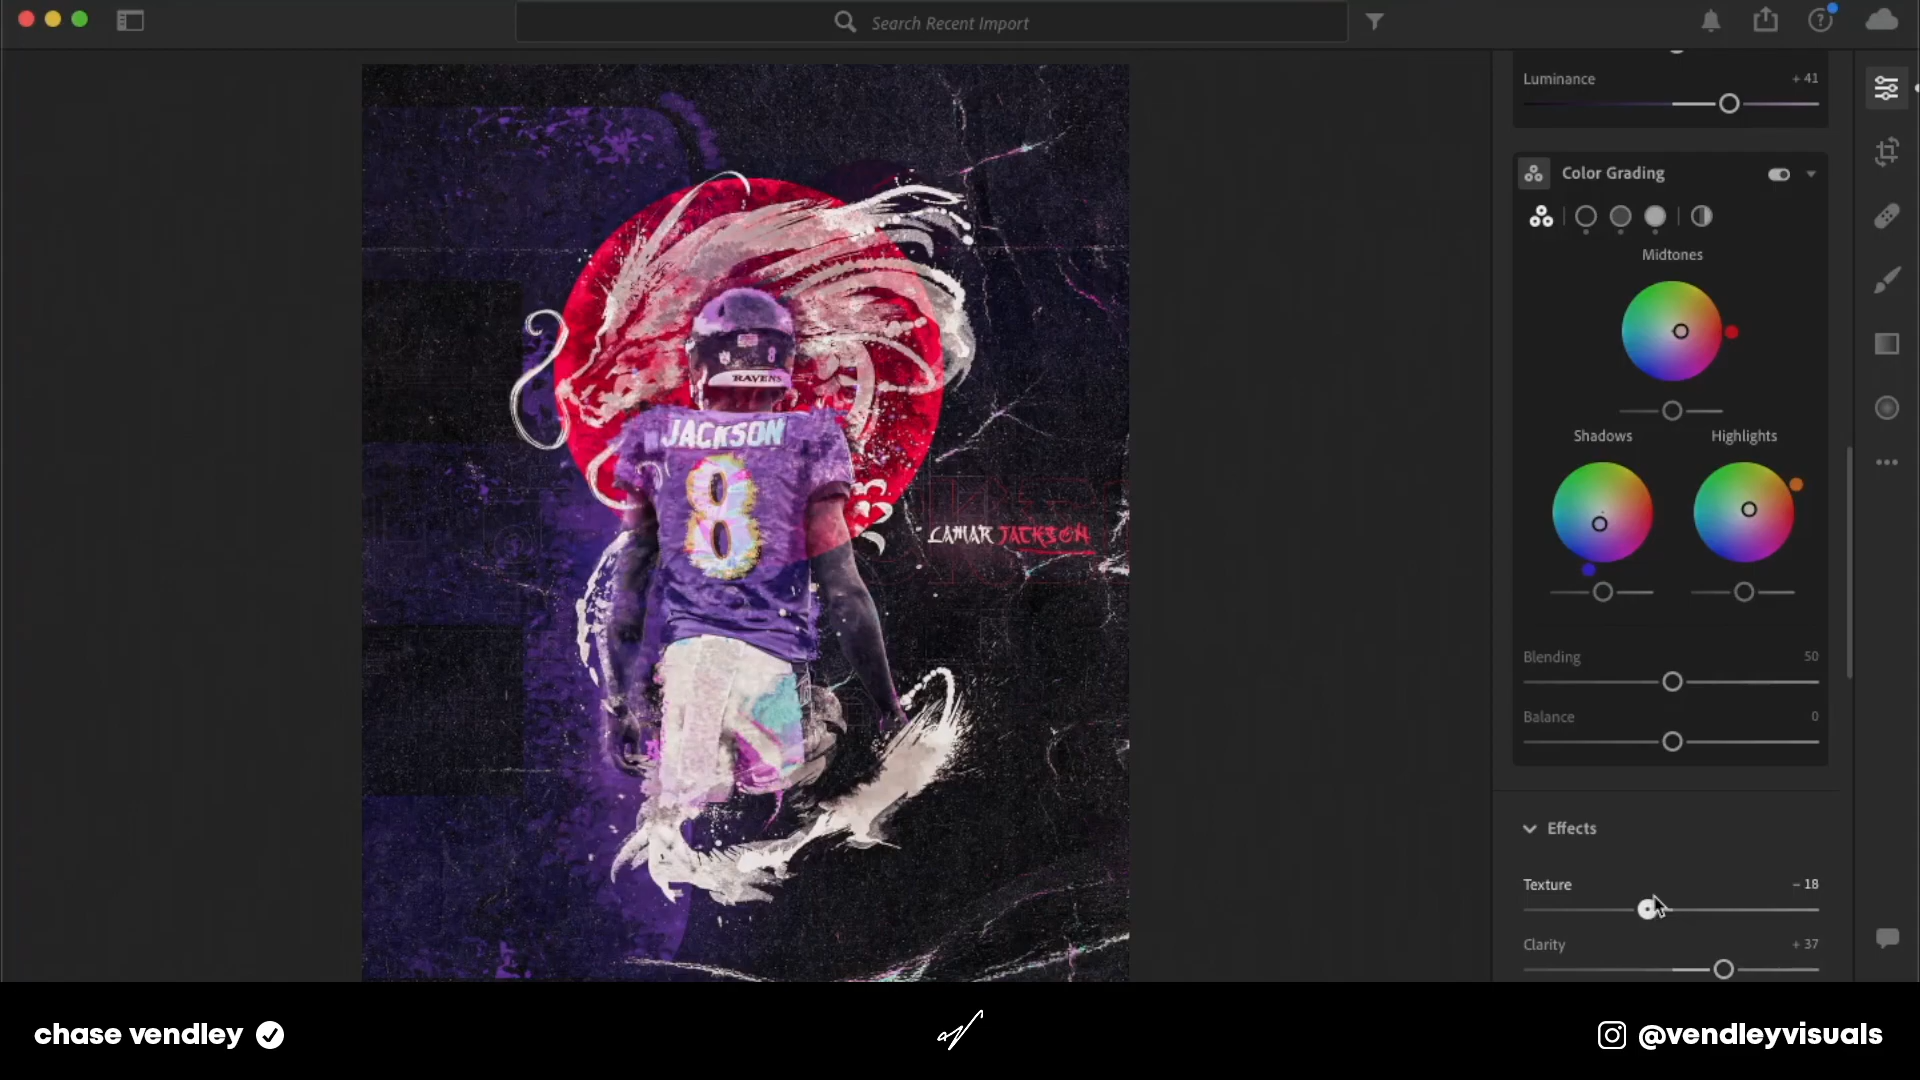 Search Recent Import
Luminance + 41
Color Grading
Midtones
Shadows Highlights
Blending 50
Balance 0
Effects
Texture – 18
Clarity + 37
8
RAVENS
JACKSON
8
LAMAR JACKSON
chase vendley
@vendleyvisuals